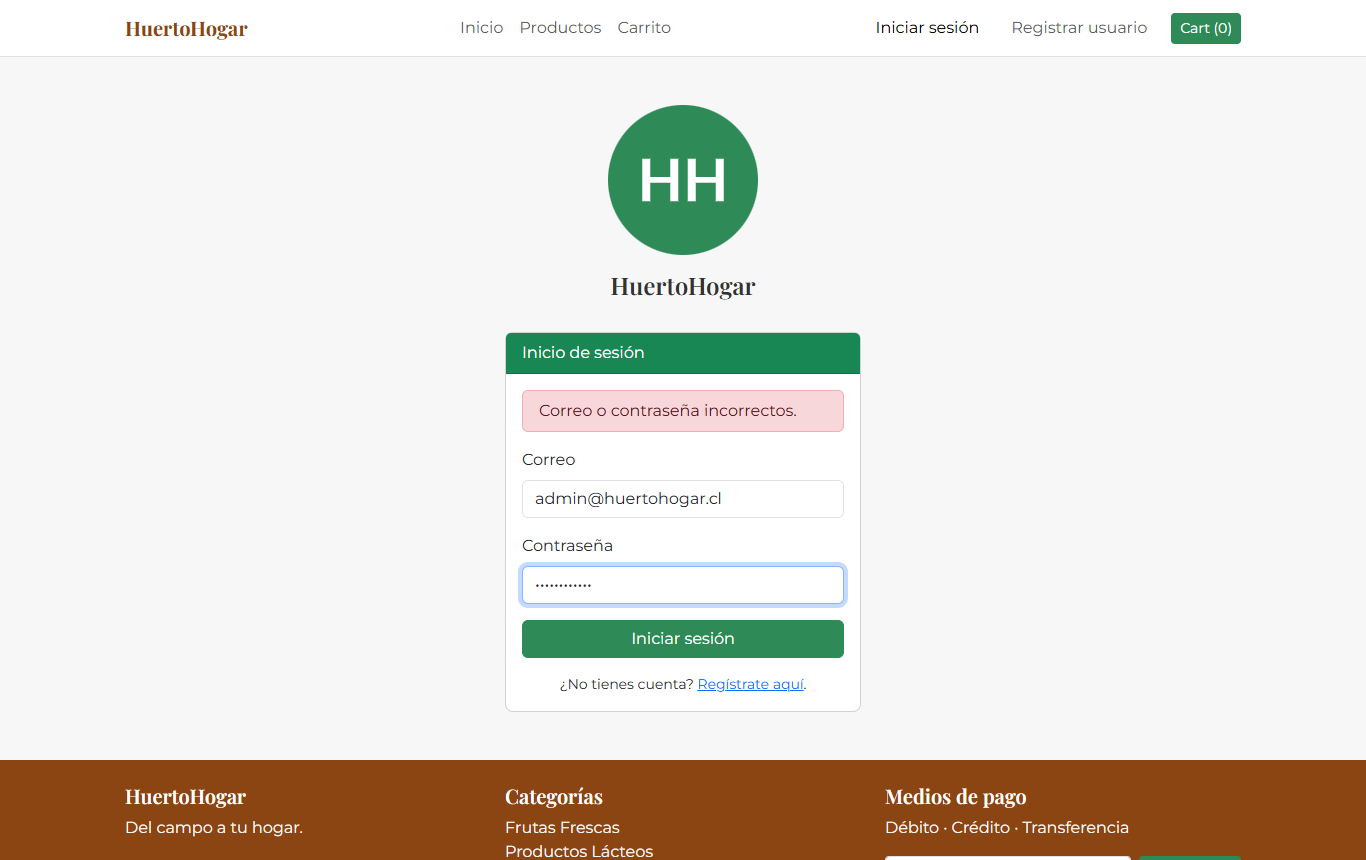 HuertoHogar Inicio Productos Carrito Iniciar sesión Registrar usuario Cart (0)
HH
HuertoHogar
Inicio de sesión
Correo o contraseña incorrectos.
Correo
admin@huertohogar.cl
Contraseña
••••••••••••
Iniciar sesión
¿No tienes cuenta? Regístrate aquí.
HuertoHogar
Del campo a tu hogar.
Categorías
Frutas Frescas
Productos Lácteos
Medios de pago
Débito · Crédito · Transferencia